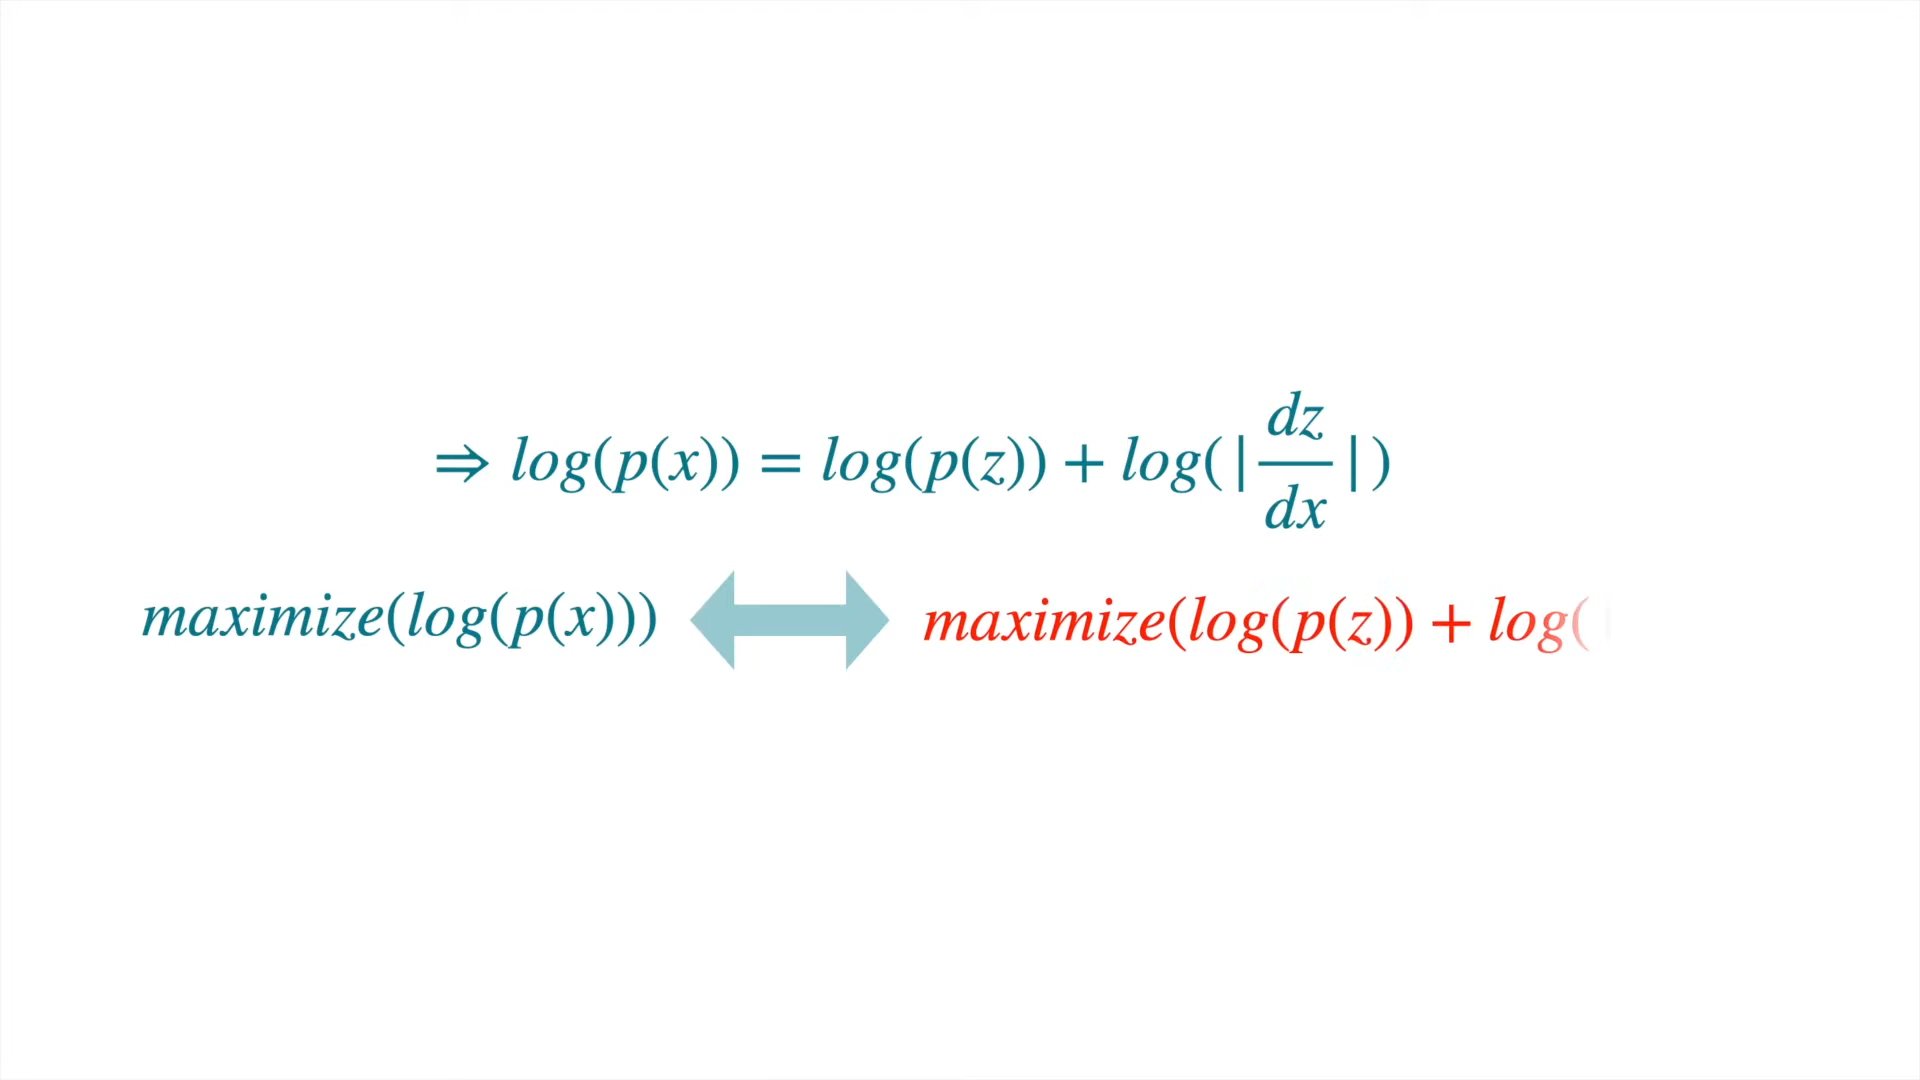 ⇒ log(p(x)) = log(p(z)) + log(|dz/dx|)
maximize(log(p(x))) maximize(log(p(z)) + log(